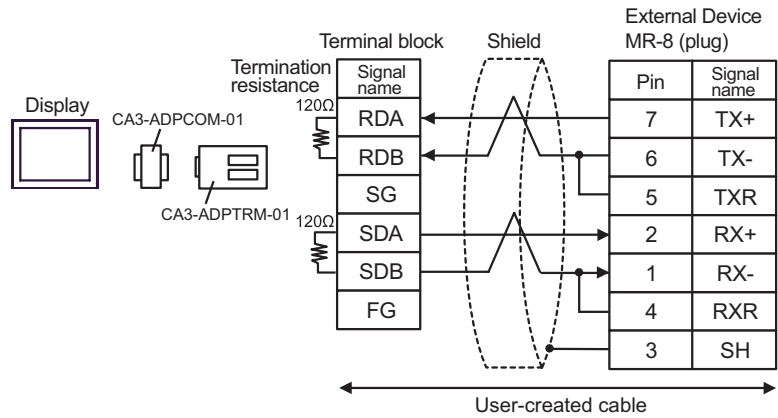 External Device
MR-8 (plug)
Terminal block
Shield
Termination
resistance
Display
CA3-ADPCOM-01
CA3-ADPTRM-01
120Ω
120Ω
Signal
name
RDA
RDB
SG
SDA
SDB
FG
Pin
Signal
name
7 TX+
6 TX-
5 TXR
2 RX+
1 RX-
4 RXR
3 SH
User-created cable